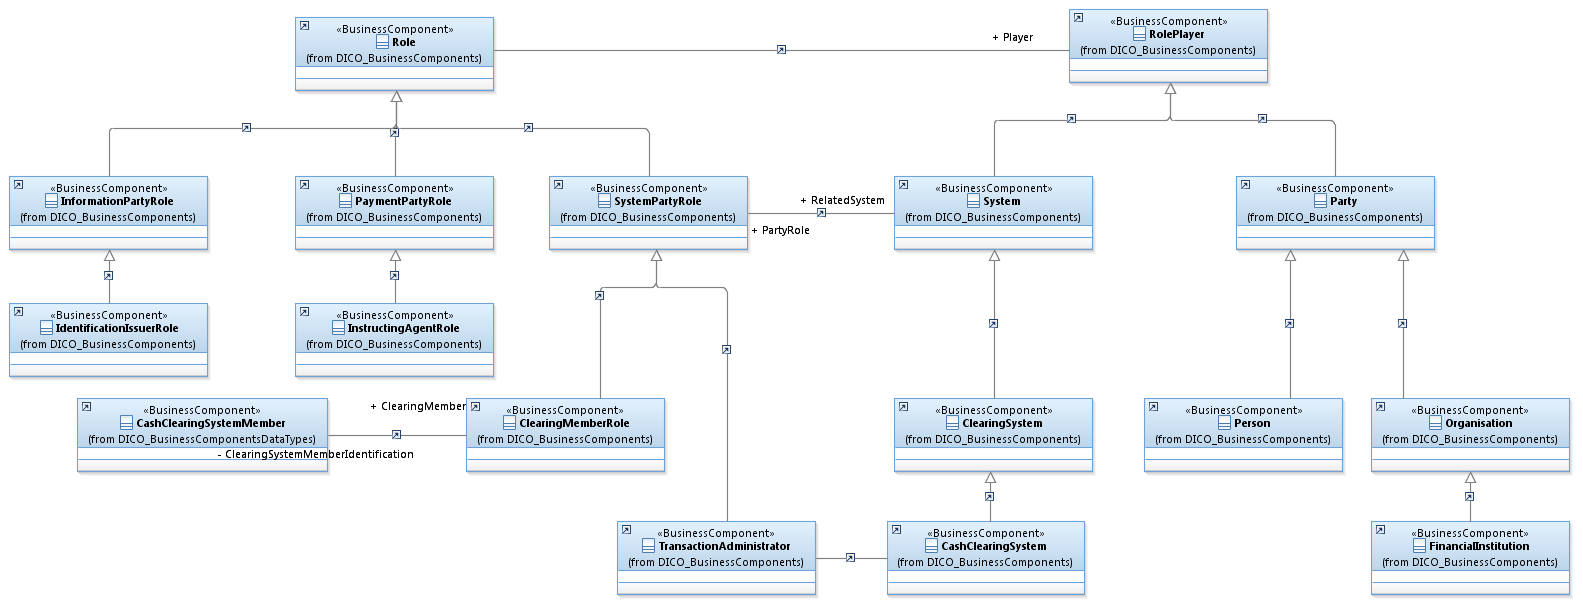 «BusinessComponent»
Role
(from DICO_BusinessComponents)
+ Player
«BusinessComponent»
RolePlayer
(from DICO_BusinessComponents)
«BusinessComponent»
InformationPartyRole
(from DICO_BusinessComponents)
«BusinessComponent»
PaymentPartyRole
(from DICO_BusinessComponents)
«BusinessComponent»
SystemPartyRole
(from DICO_BusinessComponents)
+ RelatedSystem
+ PartyRole
«BusinessComponent»
System
(from DICO_BusinessComponents)
«BusinessComponent»
Party
(from DICO_BusinessComponents)
«BusinessComponent»
IdentificationIssuerRole
(from DICO_BusinessComponents)
«BusinessComponent»
InstructingAgentRole
(from DICO_BusinessComponents)
«BusinessComponent»
CashClearingSystemMember
(from DICO_BusinessComponentsDataTypes)
+ ClearingMember
- ClearingSystemMemberIdentification
«BusinessComponent»
ClearingMemberRole
(from DICO_BusinessComponents)
«BusinessComponent»
ClearingSystem
(from DICO_BusinessComponents)
«BusinessComponent»
Person
(from DICO_BusinessComponents)
«BusinessComponent»
Organisation
(from DICO_BusinessComponents)
«BusinessComponent»
TransactionAdministrator
(from DICO_BusinessComponents)
«BusinessComponent»
CashClearingSystem
(from DICO_BusinessComponents)
«BusinessComponent»
FinancialInstitution
(from DICO_BusinessComponents)